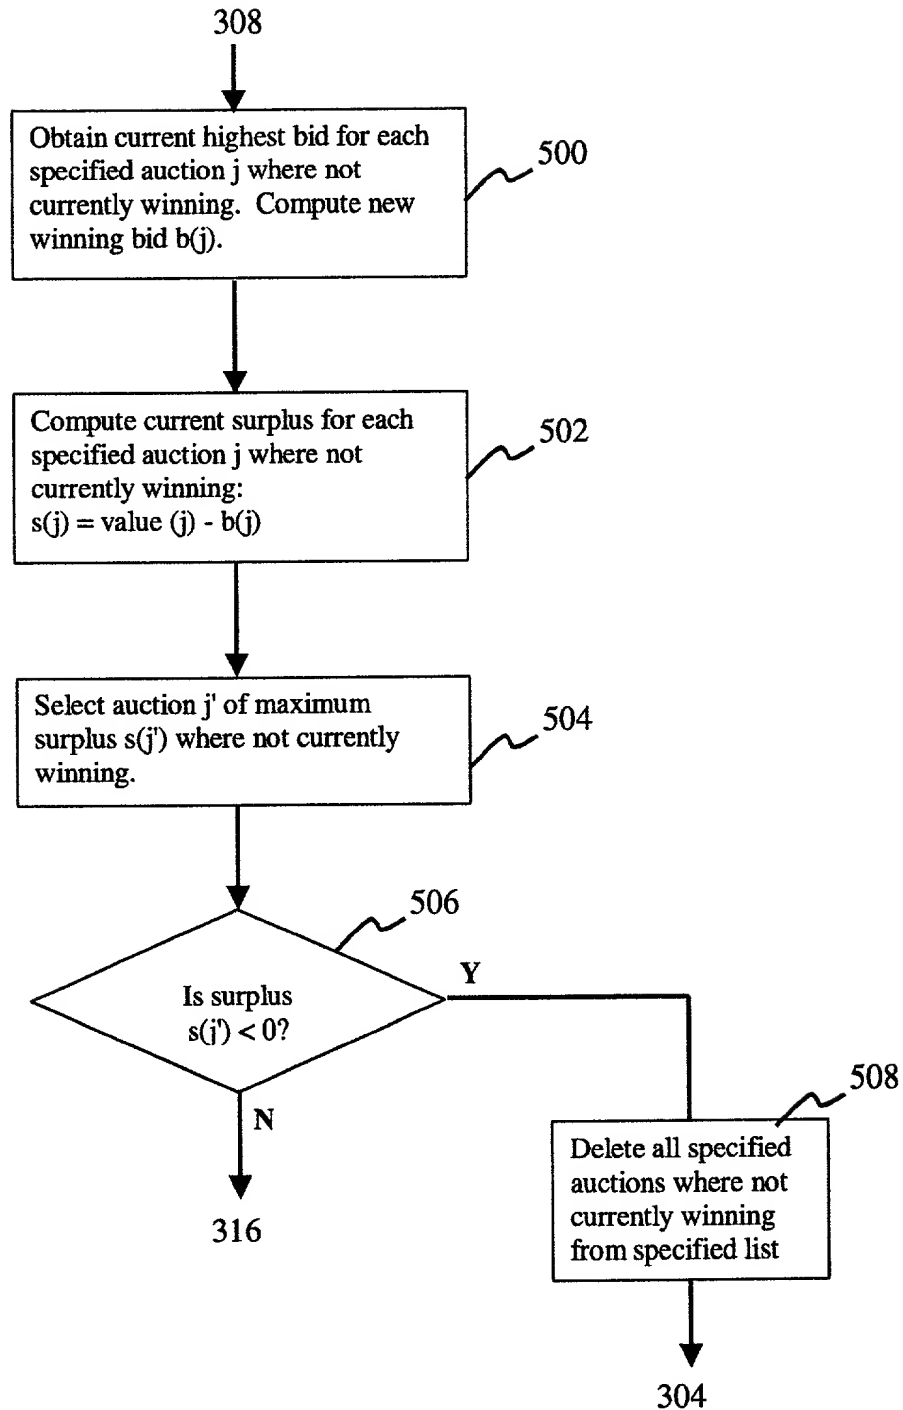 308
Obtain current highest bid for each
specified auction j where not
currently winning.  Compute new
winning bid b(j).
500
Compute current surplus for each
specified auction j where not
currently winning:
s(j) = value (j) - b(j)
502
Select auction j' of maximum
surplus s(j') where not currently
winning.
504
506
Is surplus
s(j') < 0?
Y
N
316
508
Delete all specified
auctions where not
currently winning
from specified list
304